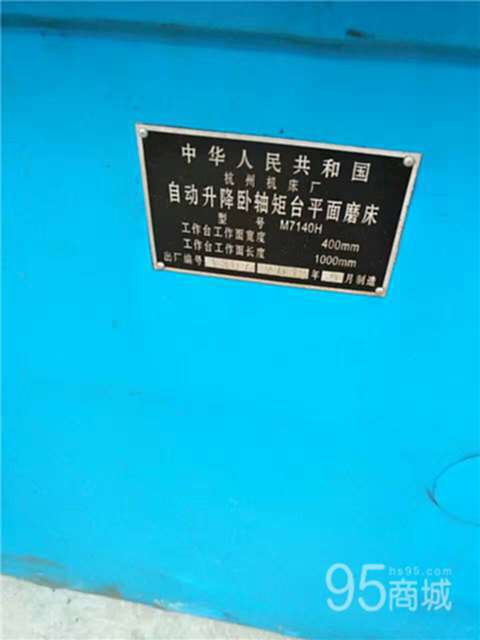 中华人民共和国
杭州机床厂
自动升降卧轴矩台平面磨床
型号 M7140H
工作台工作面宽度 400mm
工作台工作面长度 1000mm
出厂编号 年 月制造
95商城
hs95.com